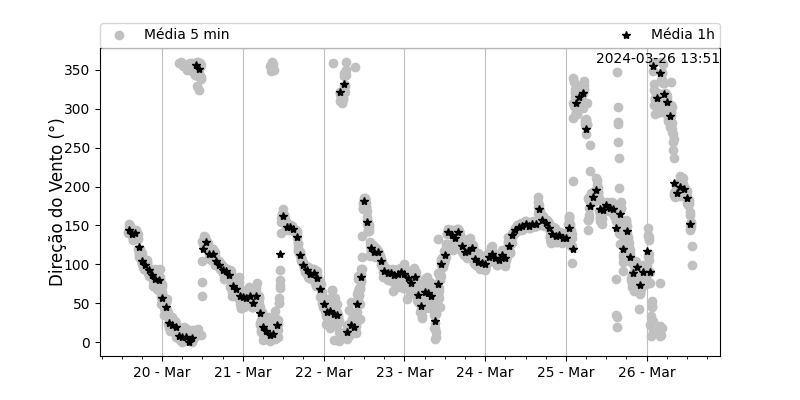 Média 5 min
Média 1h
2024-03-26 13:51
Direção do Vento (°)
350
300
250
200
150
100
50
0
20 - Mar
21 - Mar
22 - Mar
23 - Mar
24 - Mar
25 - Mar
26 - Mar